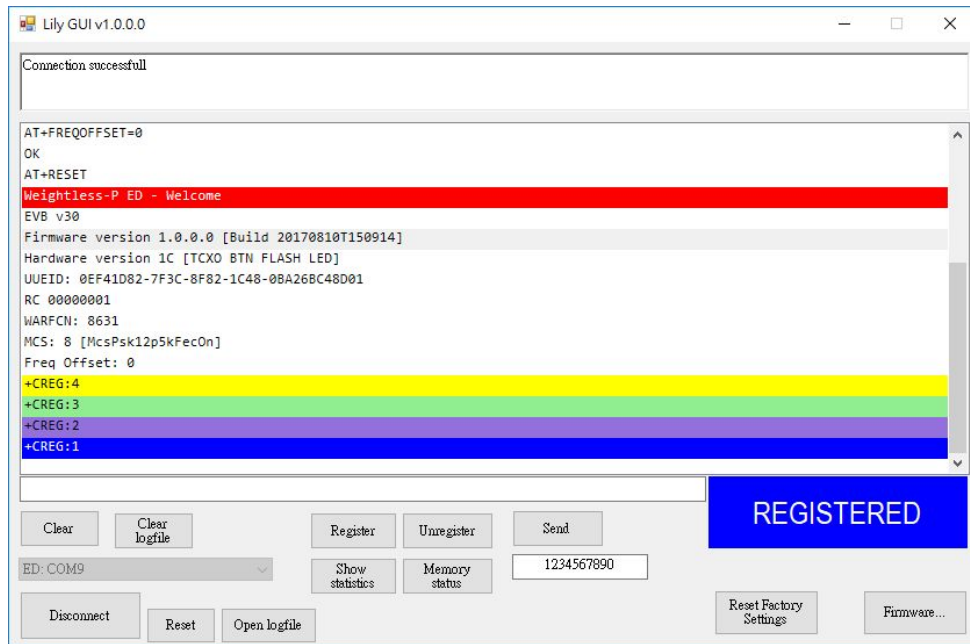 Lily GUI v1.0.0.0
Connection successfull
AT+FREQOFFSET=0
OK
AT+RESET
Weightless-P ED - Welcome
EVB v30
Firmware version 1.0.0.0 [Build 20170810T150914]
Hardware version 1C [TCXO BTN FLASH LED]
UUEID: 0EF41D82-7F3C-8F82-1C48-0BA26BC48D01
RC 00000001
WARFCN: 8631
MCS: 8 [McsPsk12p5kFecOn]
Freq Offset: 0
+CREG:4
+CREG:3
+CREG:2
+CREG:1
REGISTERED
Clear
Clear
logfile
Register
Unregister
Send
ED: COM9
Show
statistics
Memory
status
1234567890
Disconnect
Reset
Open logfile
Reset Factory
Settings
Firmware...